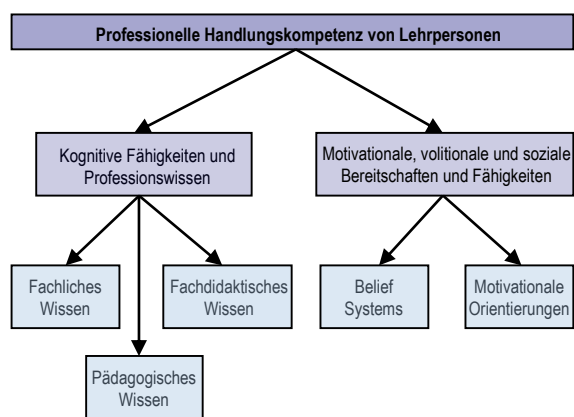 Professionelle Handlungskompetenz von Lehrpersonen
Kognitive Fähigkeiten und
Professionswissen
Motivationale, volitionale und soziale
Bereitschaften und Fähigkeiten
Fachliches
Wissen
Fachdidaktisches
Wissen
Belief
Systems
Motivationale
Orientierungen
Pädagogisches
Wissen